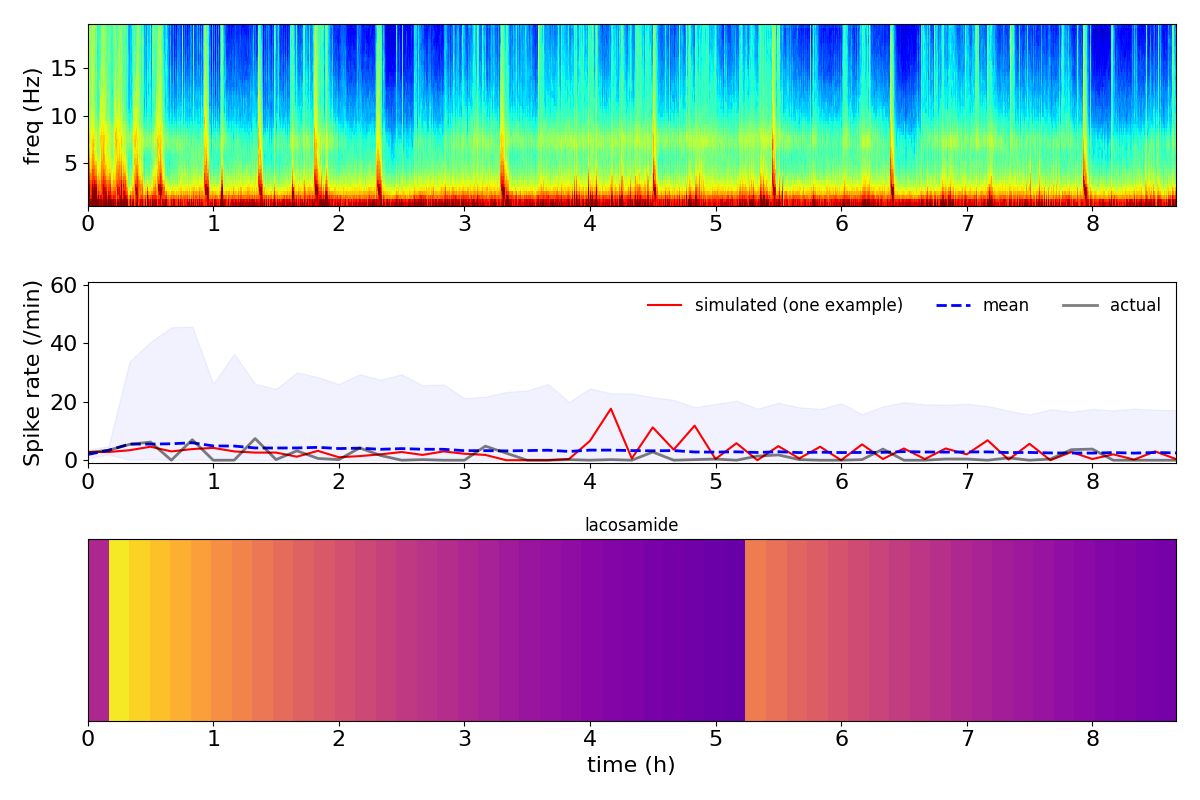 freq (Hz)
15
10
5
0 1 2 3 4 5 6 7 8
Spike rate (/min)
60
40
20
0
simulated (one example) mean actual
0 1 2 3 4 5 6 7 8
lacosamide
0 1 2 3 4 5 6 7 8
time (h)